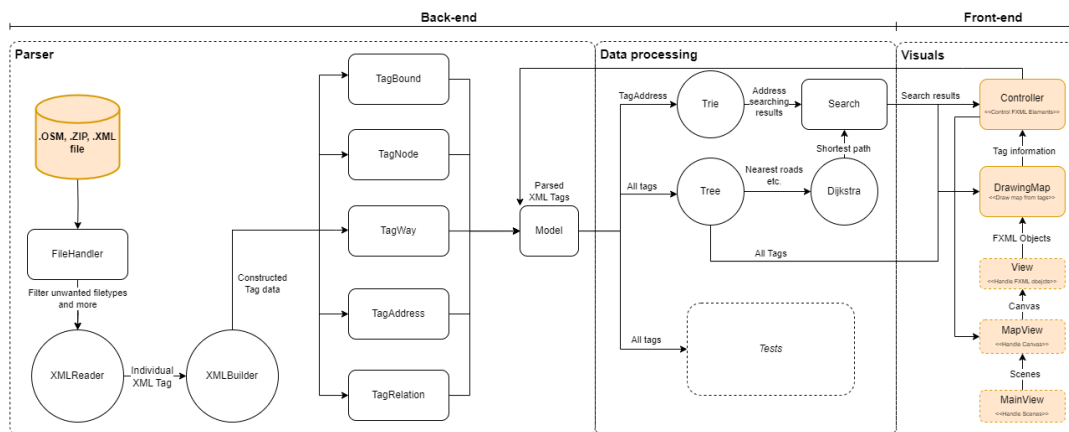 Back-end
Front-end
Parser
Data processing
Visuals
.OSM, .ZIP, .XML
file
FileHandler
Filter unwanted filetypes
and more
XMLReader
Individual
XML Tag
XMLBuilder
Constructed
Tag data
TagBound
TagNode
TagWay
TagAddress
TagRelation
Parsed
XML Tags
Model
TagAddress
Trie
Address
searching
results
Search
Search results
Shortest path
All tags
Tree
Nearest roads
etc.
Dijkstra
All Tags
All tags
Tests
Controller
<<Control FXML Elements>>
Tag information
DrawingMap
<<Draw map from tags>>
FXML Objects
View
<<Handle FXML obejcts>>
Canvas
MapView
<<Handle Canvas>>
Scenes
MainView
<<Handle Scenes>>